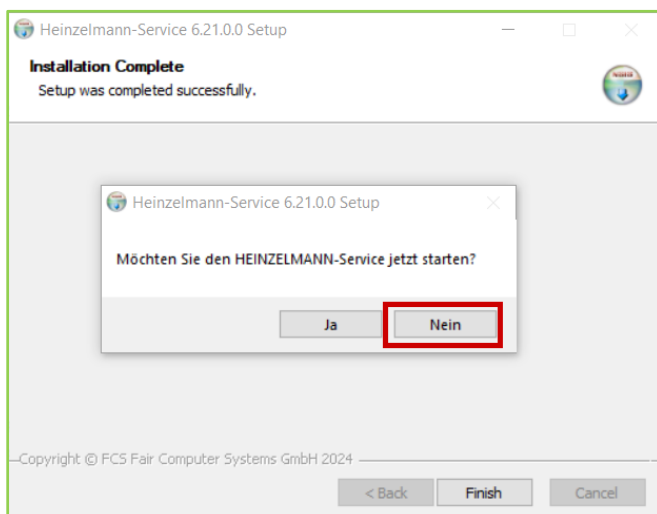 Heinzelmann-Service 6.21.0.0 Setup
Installation Complete
Setup was completed successfully.
Heinzelmann-Service 6.21.0.0 Setup
Möchten Sie den HEINZELMANN-Service jetzt starten?
Ja Nein
Copyright © FCS Fair Computer Systems GmbH 2024
< Back Finish Cancel